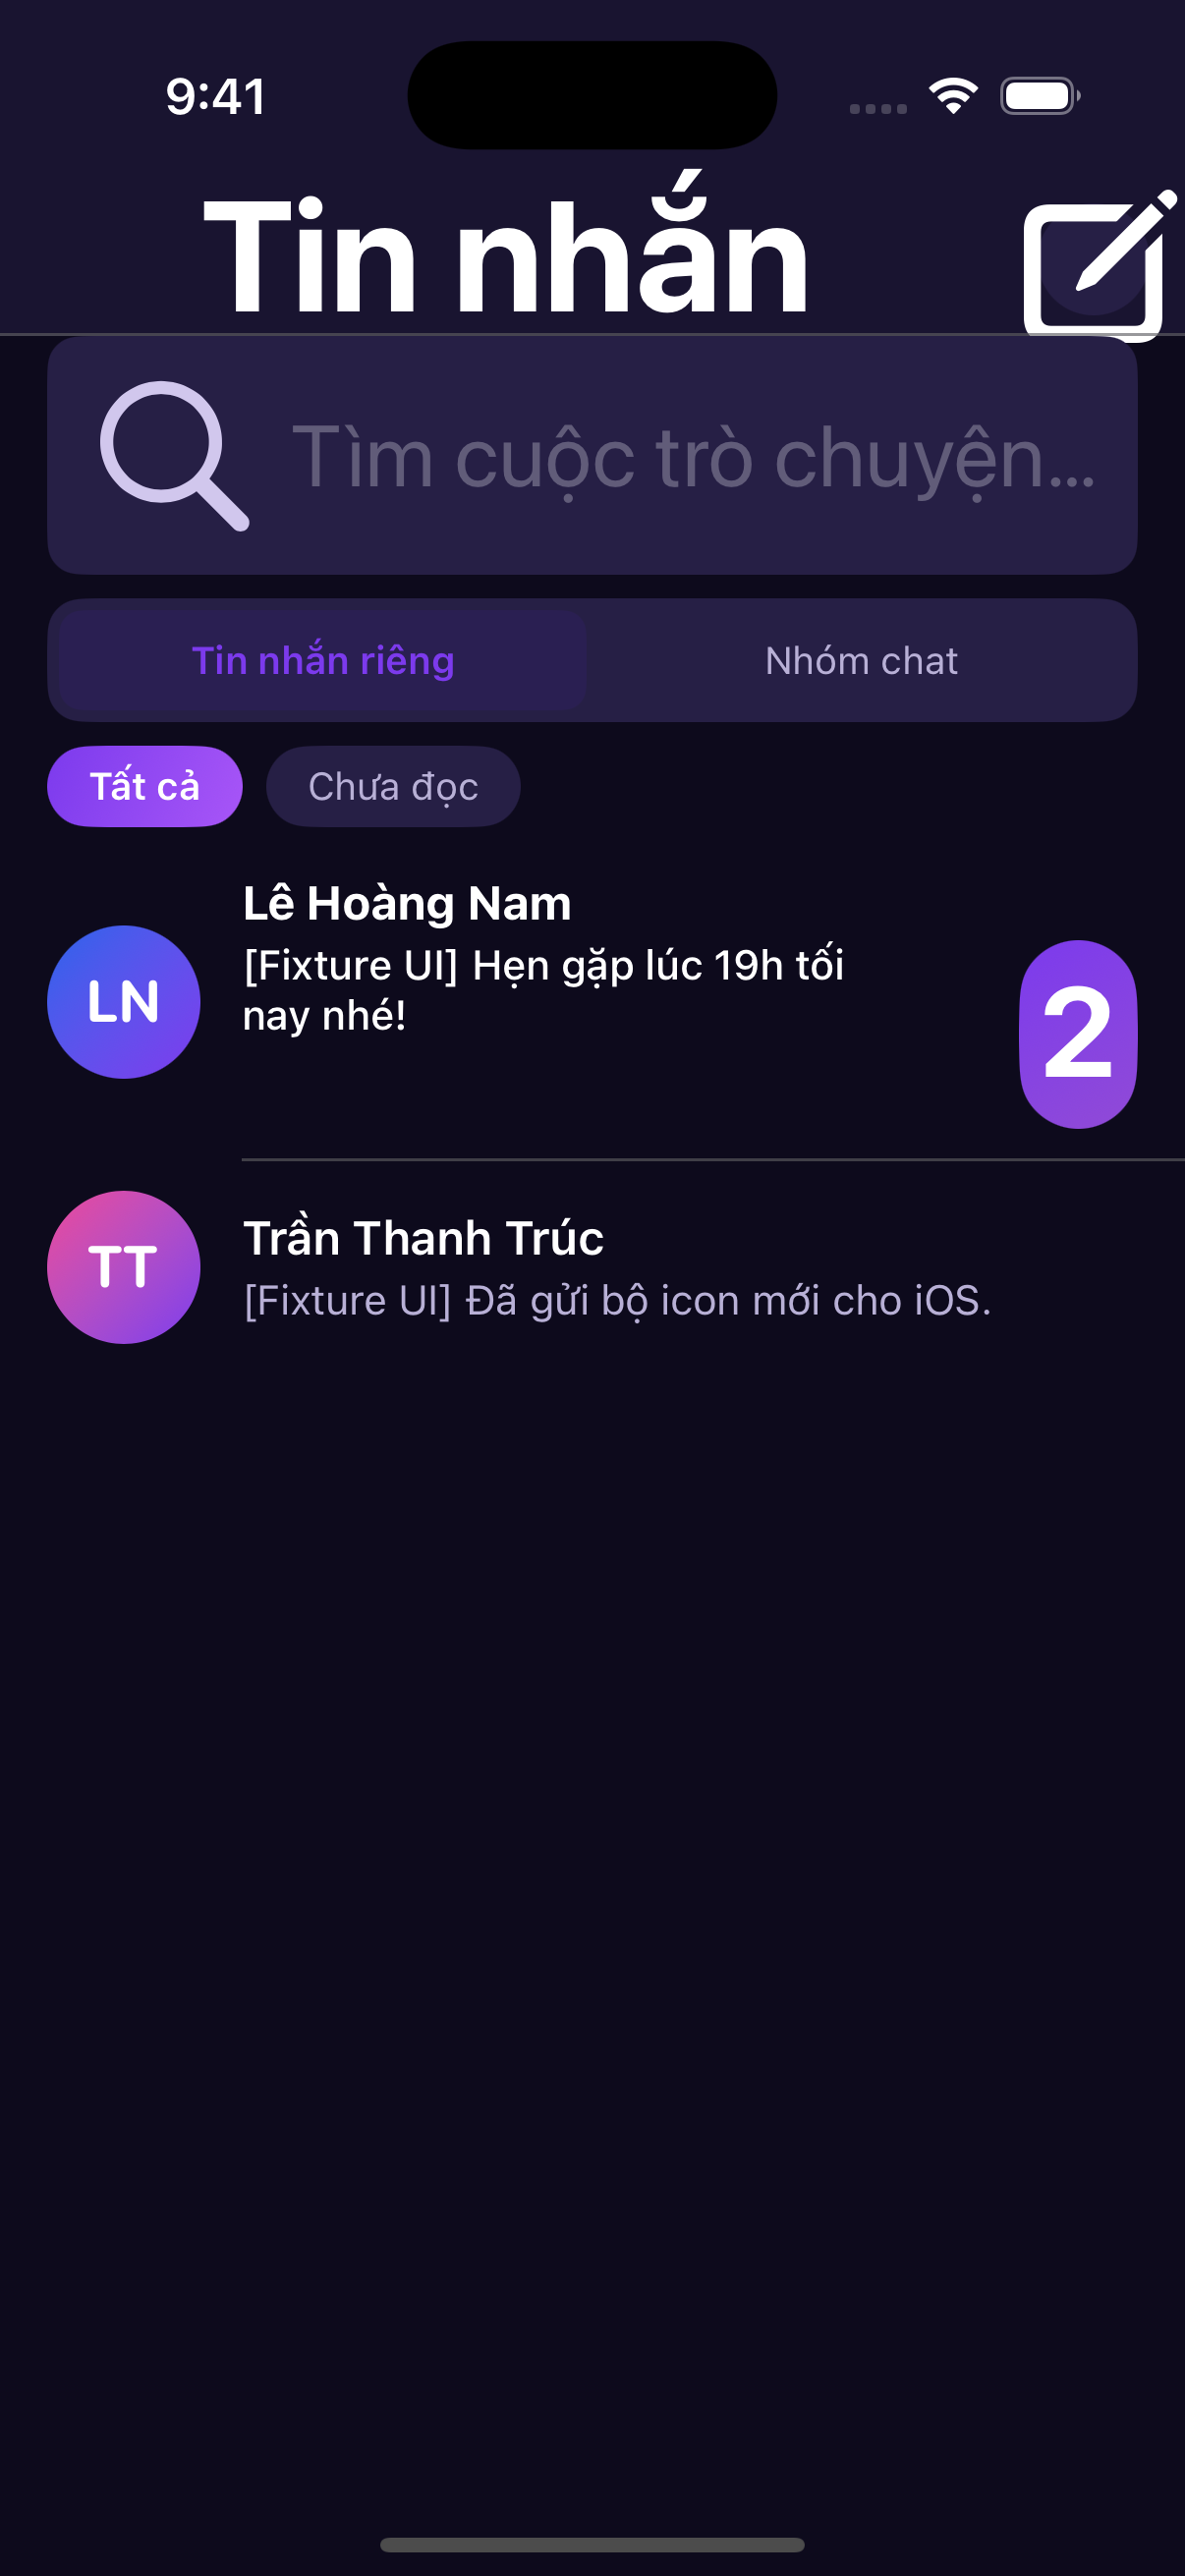 9:41
Tin nhắn
Tìm cuộc trò chuyện...
Tin nhắn riêng
Nhóm chat
Tất cả
Chưa đọc
LN
Lê Hoàng Nam
[Fixture UI] Hẹn gặp lúc 19h tối
nay nhé!
2
TT
Trần Thanh Trúc
[Fixture UI] Đã gửi bộ icon mới cho iOS.